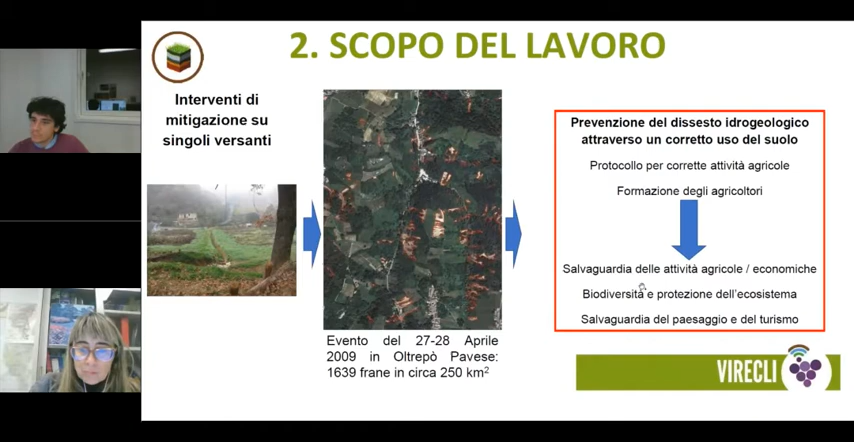 2. SCOPO DEL LAVORO
Interventi di
mitigazione su
singoli versanti
Evento del 27-28 Aprile
2009 in Oltrepò Pavese:
1639 frane in circa 250 km²
Prevenzione del dissesto idrogeologico
attraverso un corretto uso del suolo
Protocollo per corrette attività agricole
Formazione degli agricoltori
Salvaguardia delle attività agricole / economiche
Biodiversità e protezione dell'ecosistema
Salvaguardia del paesaggio e del turismo
VIRECLI